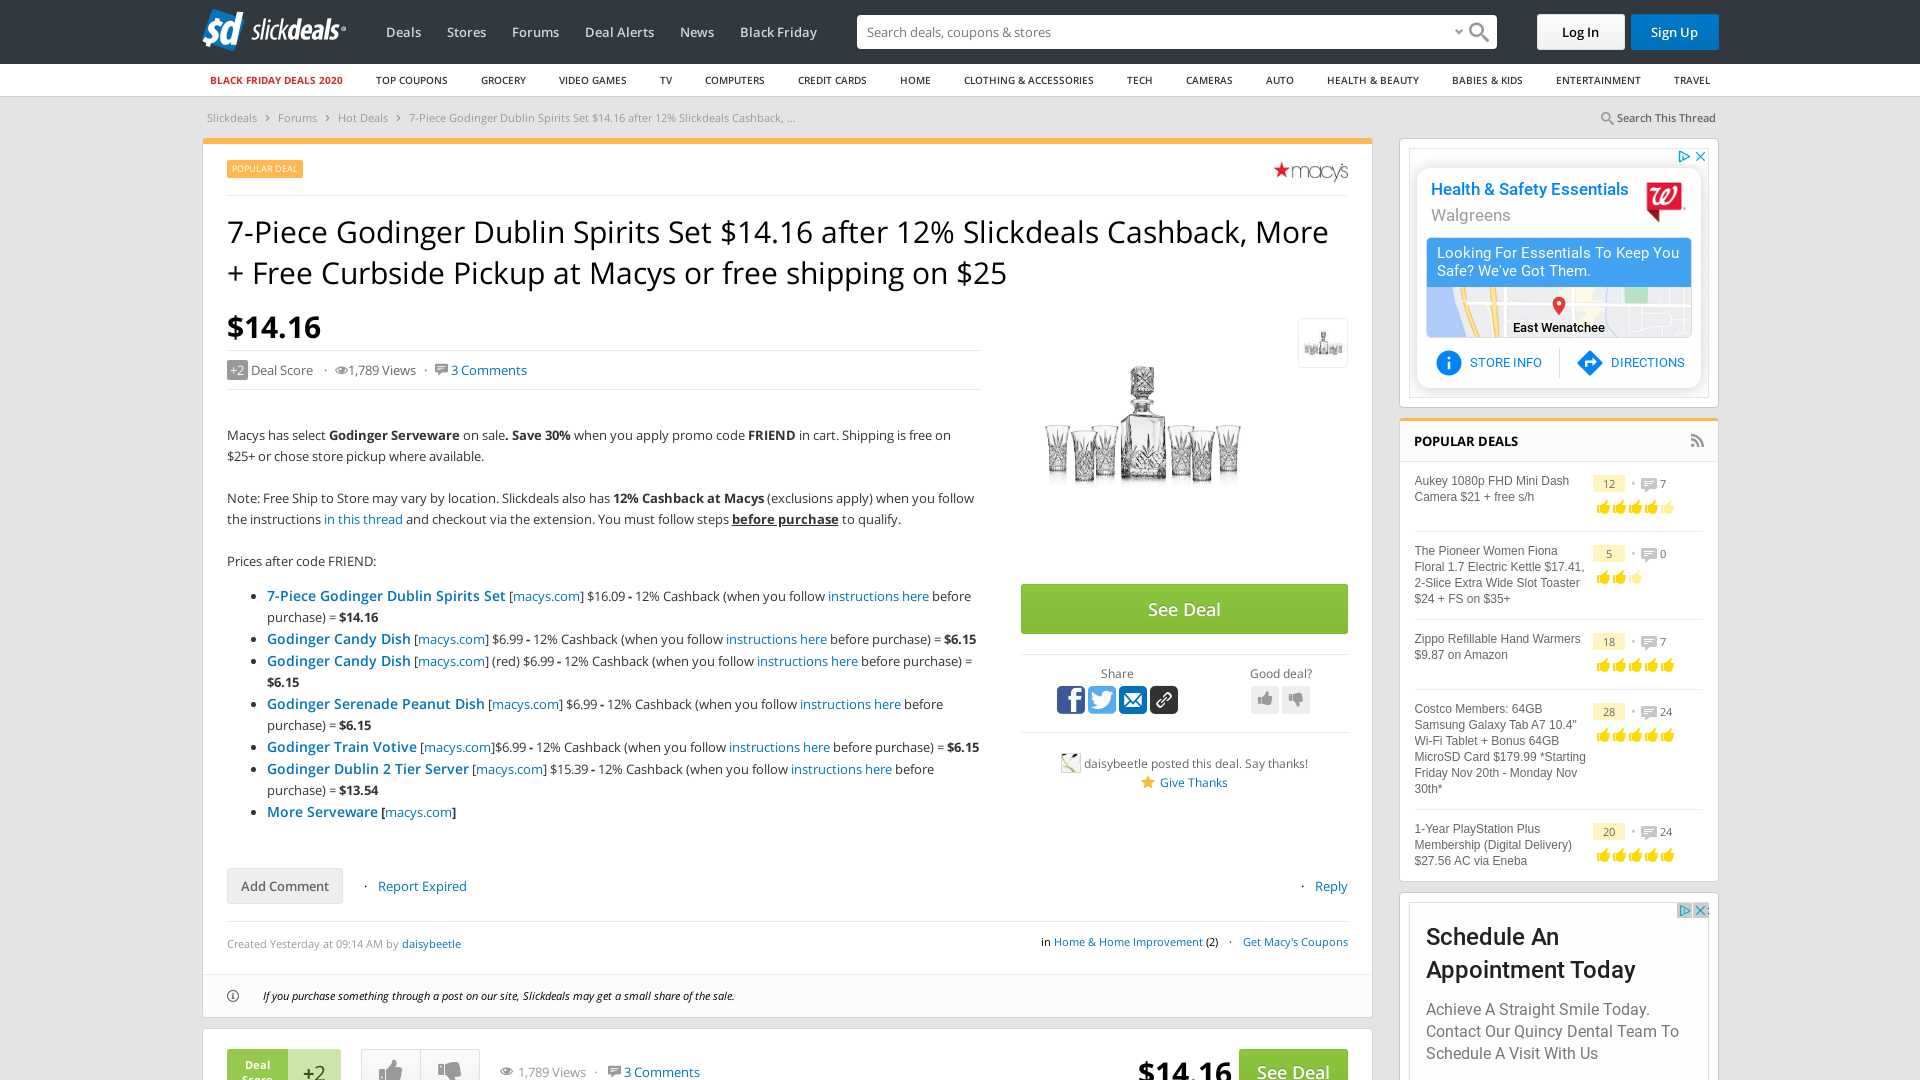 sd slickdeals
Deals Stores Forums Deal Alerts News Black Friday
Search deals, coupons & stores
Log In Sign Up
BLACK FRIDAY DEALS 2020 TOP COUPONS GROCERY VIDEO GAMES TV COMPUTERS CREDIT CARDS HOME CLOTHING & ACCESSORIES TECH CAMERAS AUTO HEALTH & BEAUTY BABIES & KIDS ENTERTAINMENT TRAVEL
Slickdeals › Forums › Hot Deals › 7-Piece Godinger Dublin Spirits Set $14.16 after 12% Slickdeals Cashback, ...
Search This Thread
POPULAR DEAL
macys
7-Piece Godinger Dublin Spirits Set $14.16 after 12% Slickdeals Cashback, More
+ Free Curbside Pickup at Macys or free shipping on $25
$14.16
+2 Deal Score · 1,789 Views · 3 Comments
Macys has select Godinger Serveware on sale. Save 30% when you apply promo code FRIEND in cart. Shipping is free on
$25+ or chose store pickup where available.
Note: Free Ship to Store may vary by location. Slickdeals also has 12% Cashback at Macys (exclusions apply) when you follow
the instructions in this thread and checkout via the extension. You must follow steps before purchase to qualify.
Prices after code FRIEND:
• 7-Piece Godinger Dublin Spirits Set [macys.com] $16.09 - 12% Cashback (when you follow instructions here before
purchase) = $14.16
• Godinger Candy Dish [macys.com] $6.99 - 12% Cashback (when you follow instructions here before purchase) = $6.15
• Godinger Candy Dish [macys.com] (red) $6.99 - 12% Cashback (when you follow instructions here before purchase) =
$6.15
• Godinger Serenade Peanut Dish [macys.com] $6.99 - 12% Cashback (when you follow instructions here before
purchase) = $6.15
• Godinger Train Votive [macys.com]$6.99 - 12% Cashback (when you follow instructions here before purchase) = $6.15
• Godinger Dublin 2 Tier Server [macys.com] $15.39 - 12% Cashback (when you follow instructions here before
purchase) = $13.54
• More Serveware [macys.com]
See Deal
Share Good deal?
daisybeetle posted this deal. Say thanks!
Give Thanks
Add Comment · Report Expired
· Reply
Created Yesterday at 09:14 AM by daisybeetle
in Home & Home Improvement (2) · Get Macy's Coupons
If you purchase something through a post on our site, Slickdeals may get a small share of the sale.
Deal
Score
+2
1,789 Views · 3 Comments
$14.16
See Deal
Health & Safety Essentials
Walgreens
Looking For Essentials To Keep You
Safe? We've Got Them.
East Wenatchee
STORE INFO DIRECTIONS
POPULAR DEALS
Aukey 1080p FHD Mini Dash
Camera $21 + free s/h
12 · 7
The Pioneer Women Fiona
Floral 1.7 Electric Kettle $17.41,
2-Slice Extra Wide Slot Toaster
$24 + FS on $35+
5 · 0
Zippo Refillable Hand Warmers
$9.87 on Amazon
18 · 7
Costco Members: 64GB
Samsung Galaxy Tab A7 10.4"
Wi-Fi Tablet + Bonus 64GB
MicroSD Card $179.99 *Starting
Friday Nov 20th - Monday Nov
30th*
28 · 24
1-Year PlayStation Plus
Membership (Digital Delivery)
$27.56 AC via Eneba
20 · 24
Schedule An
Appointment Today
Achieve A Straight Smile Today.
Contact Our Quincy Dental Team To
Schedule A Visit With Us